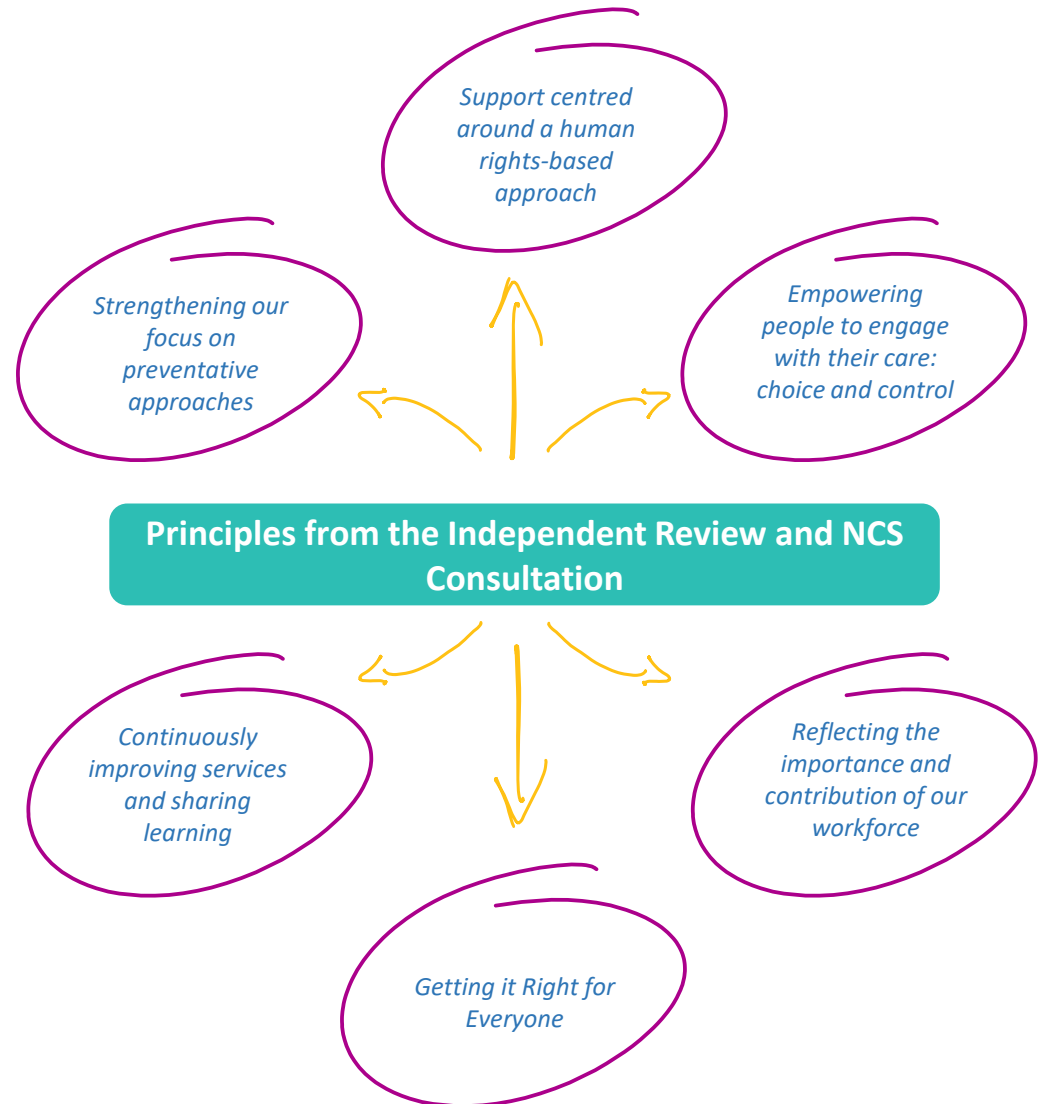 Support centred
around a human
rights-based
approach
Strengthening our
focus on
preventative
approaches
Empowering
people to engage
with their care:
choice and control
Principles from the Independent Review and NCS
Consultation
Continuously
improving services
and sharing
learning
Reflecting the
importance and
contribution of our
workforce
Getting it Right for
Everyone